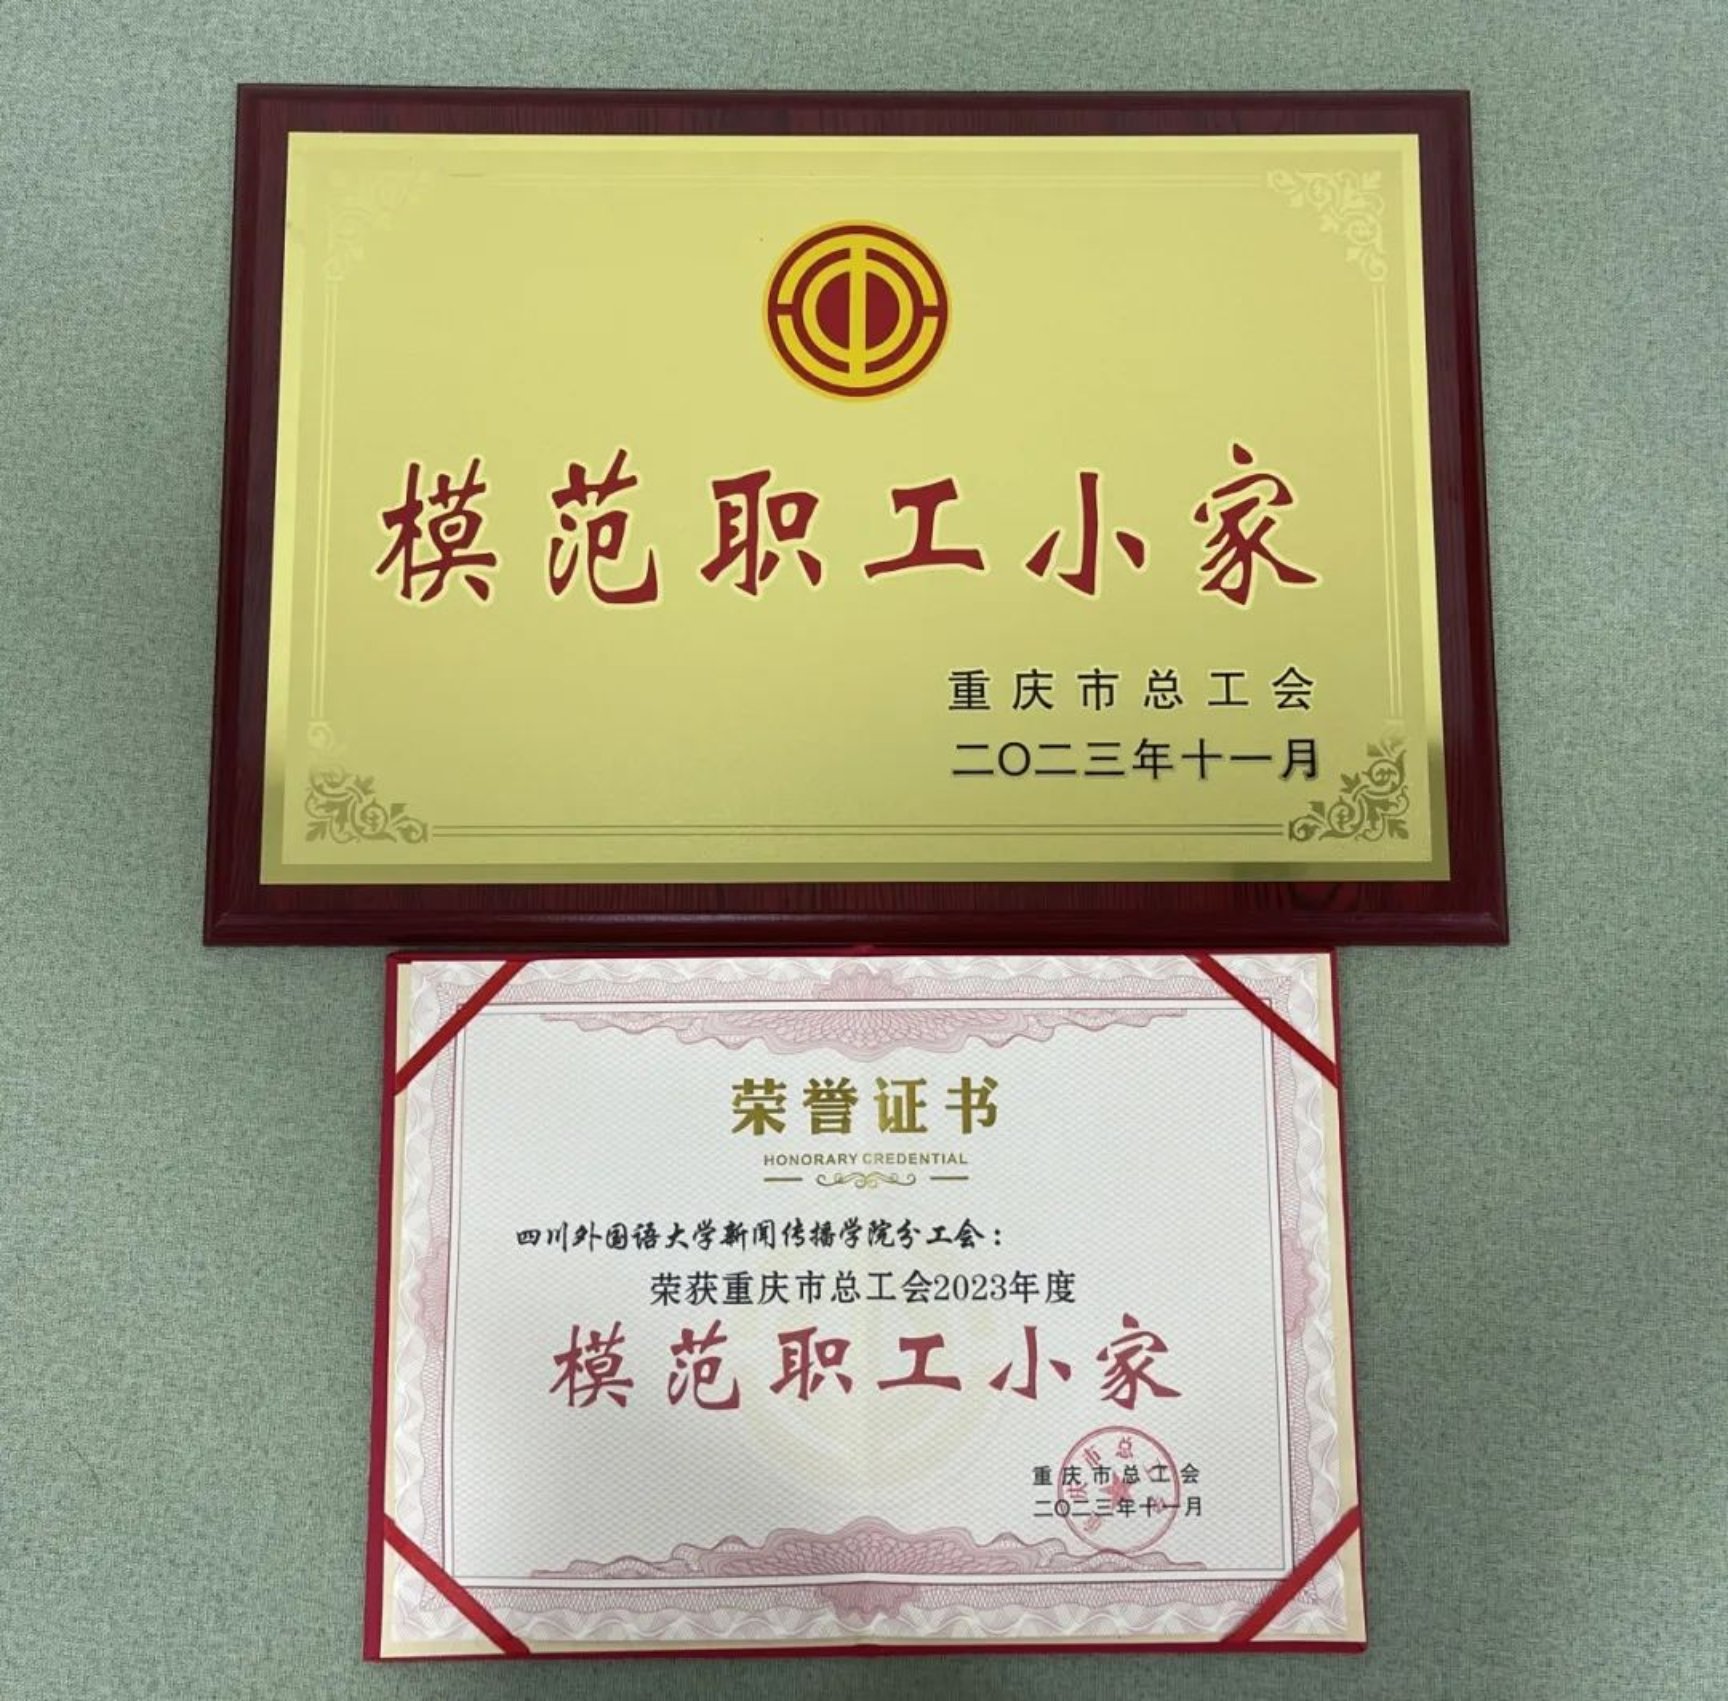 模范职工小家
重庆市总工会
二〇二三年十一月
荣誉证书
HONORARY CREDENTIAL
四川外国语大学新闻传播学院分工会：
荣获重庆市总工会2023年度
模范职工小家
重庆市总工会
二〇二三年十一月